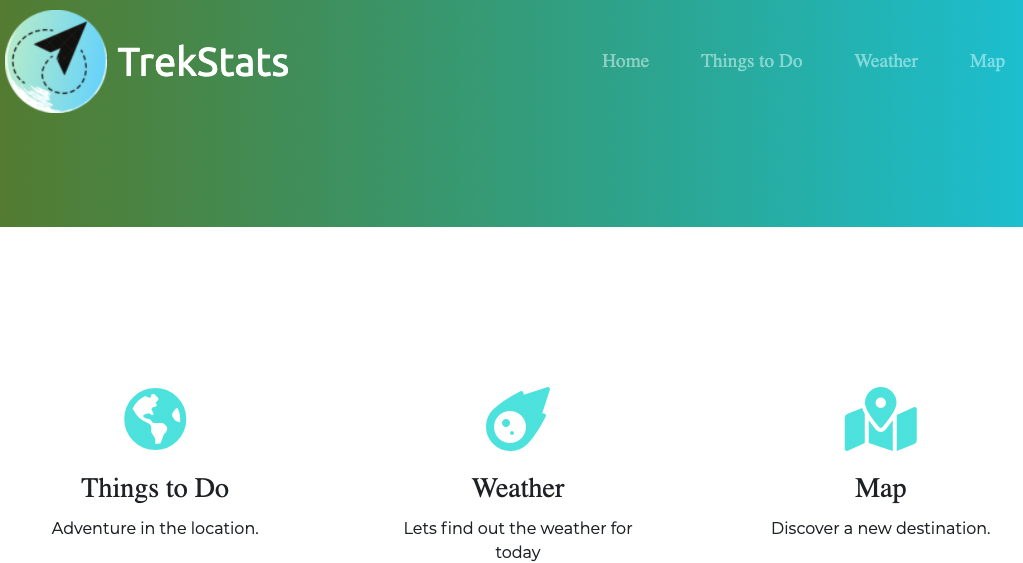 TrekStats
Home Things to Do Weather Map
Things to Do
Adventure in the location.
Weather
Lets find out the weather for
today
Map
Discover a new destination.